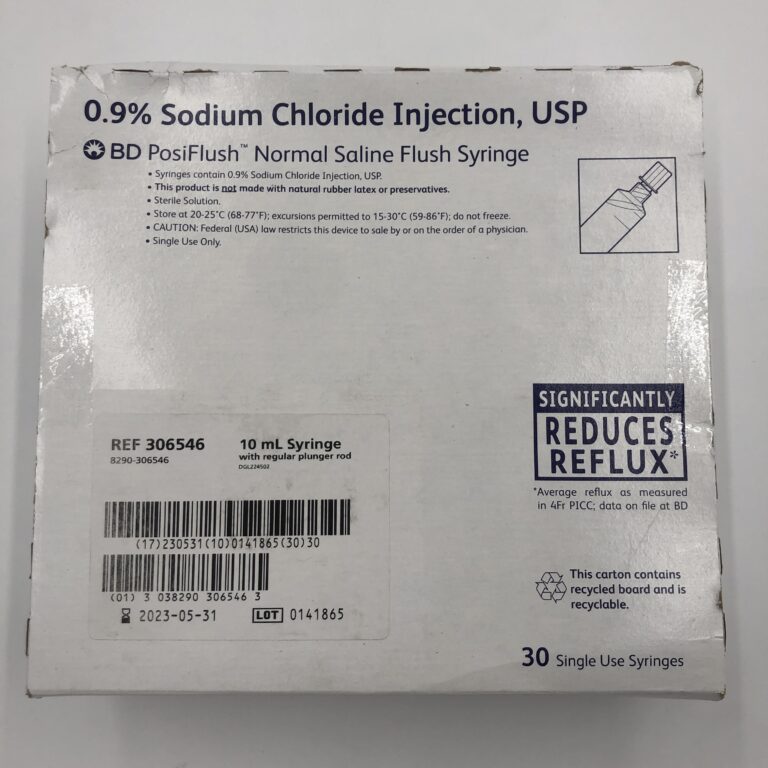 0.9% Sodium Chloride Injection, USP
BD PosiFlush™ Normal Saline Flush Syringe
• Syringes contain 0.9% Sodium Chloride Injection, USP.
• This product is not made with natural rubber latex or preservatives.
• Sterile Solution.
• Store at 20-25˚C (68-77˚F); excursions permitted to 15-30˚C (59-86˚F); do not freeze.
• CAUTION: Federal (USA) law restricts this device to sale by or on the order of a physician.
• Single Use Only.
SIGNIFICANTLY
REDUCES
REFLUX*
*Average reflux as measured
in 4Fr PICC; data on file at BD
REF 306546 10 mL Syringe
8290-306546 with regular plunger rod
DGL224502
(17)230531(10)0141865(30)30
(01) 3 038290 306546 3
2023-05-31 LOT 0141865
This carton contains
recycled board and is
recyclable.
30 Single Use Syringes